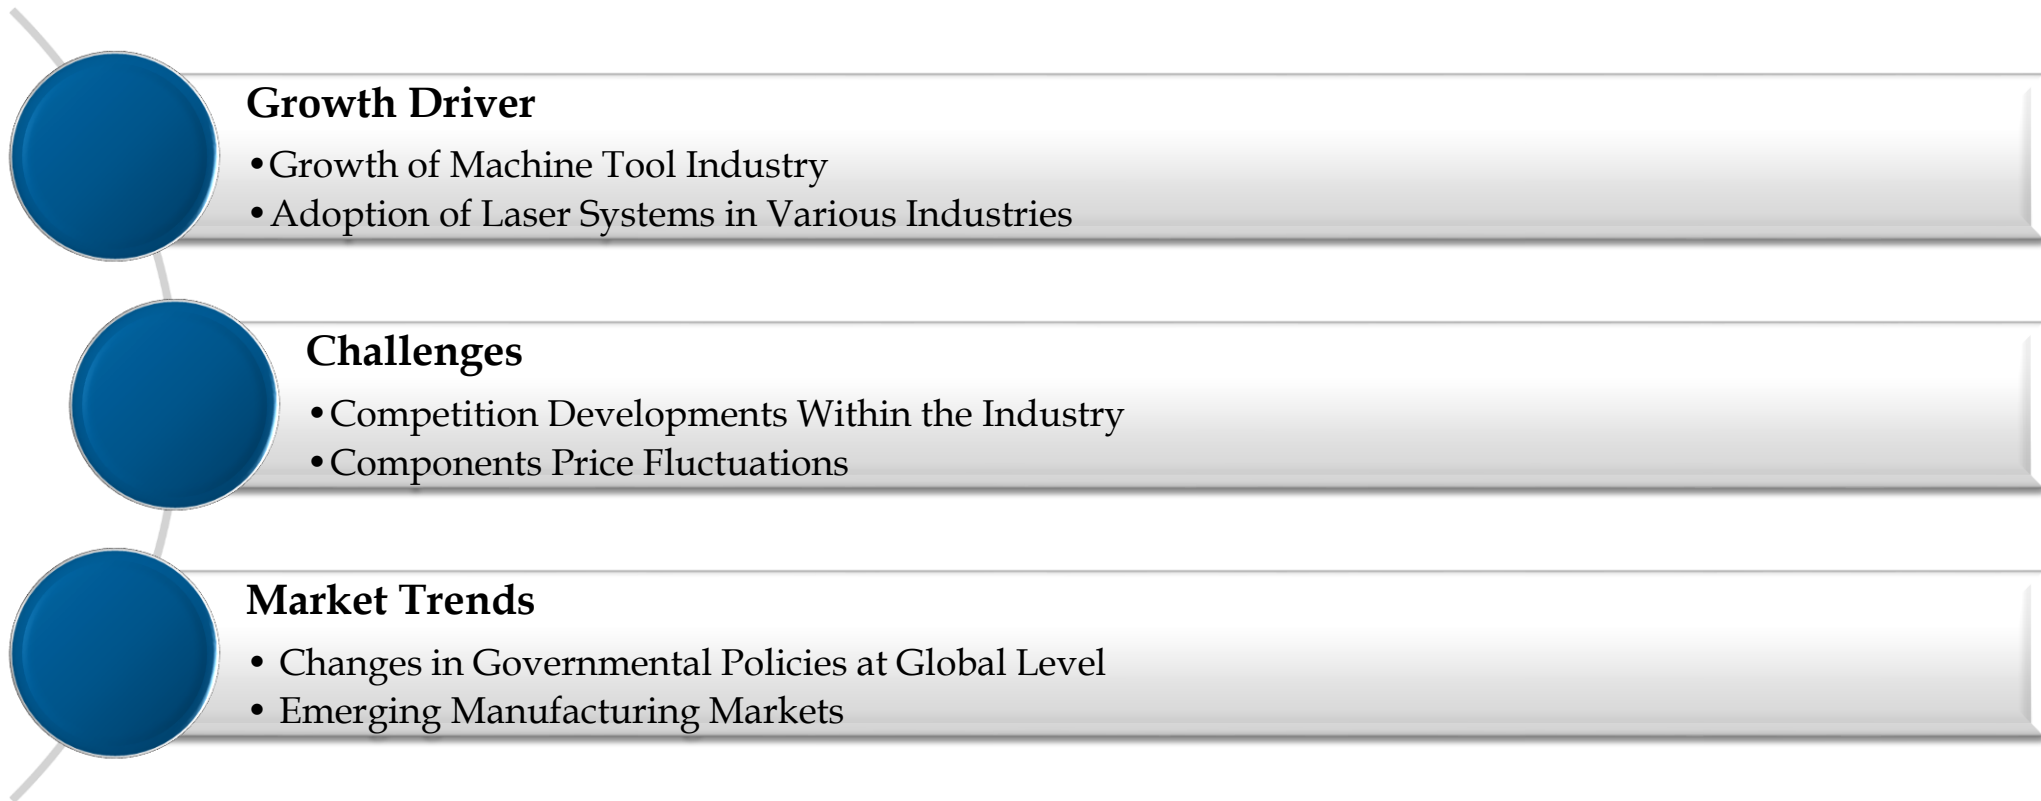 Growth Driver
•Growth of Machine Tool Industry
•Adoption of Laser Systems in Various Industries
Challenges
•Competition Developments Within the Industry
•Components Price Fluctuations
Market Trends
• Changes in Governmental Policies at Global Level
• Emerging Manufacturing Markets